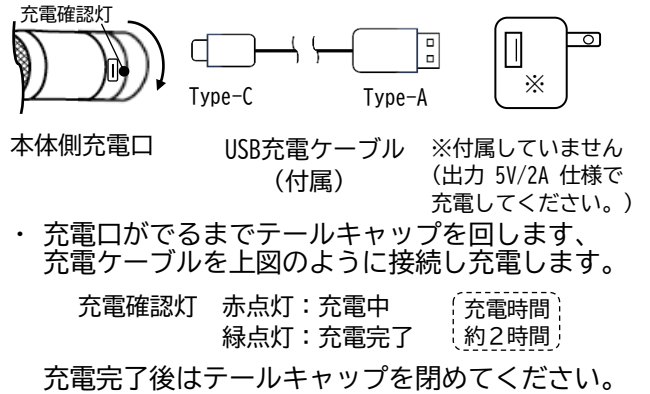 充電確認灯
Type-C
Type-A
※
本体側充電口
USB充電ケーブル
(付属)
※付属していません
(出力 5V/2A 仕様で
充電してください。)
・ 充電口がでるまでテールキャップを回します、
充電ケーブルを上図のように接続し充電します。
充電確認灯 赤点灯：充電中
緑点灯：充電完了
充電時間
約２時間
充電完了後はテールキャップを閉めてください。